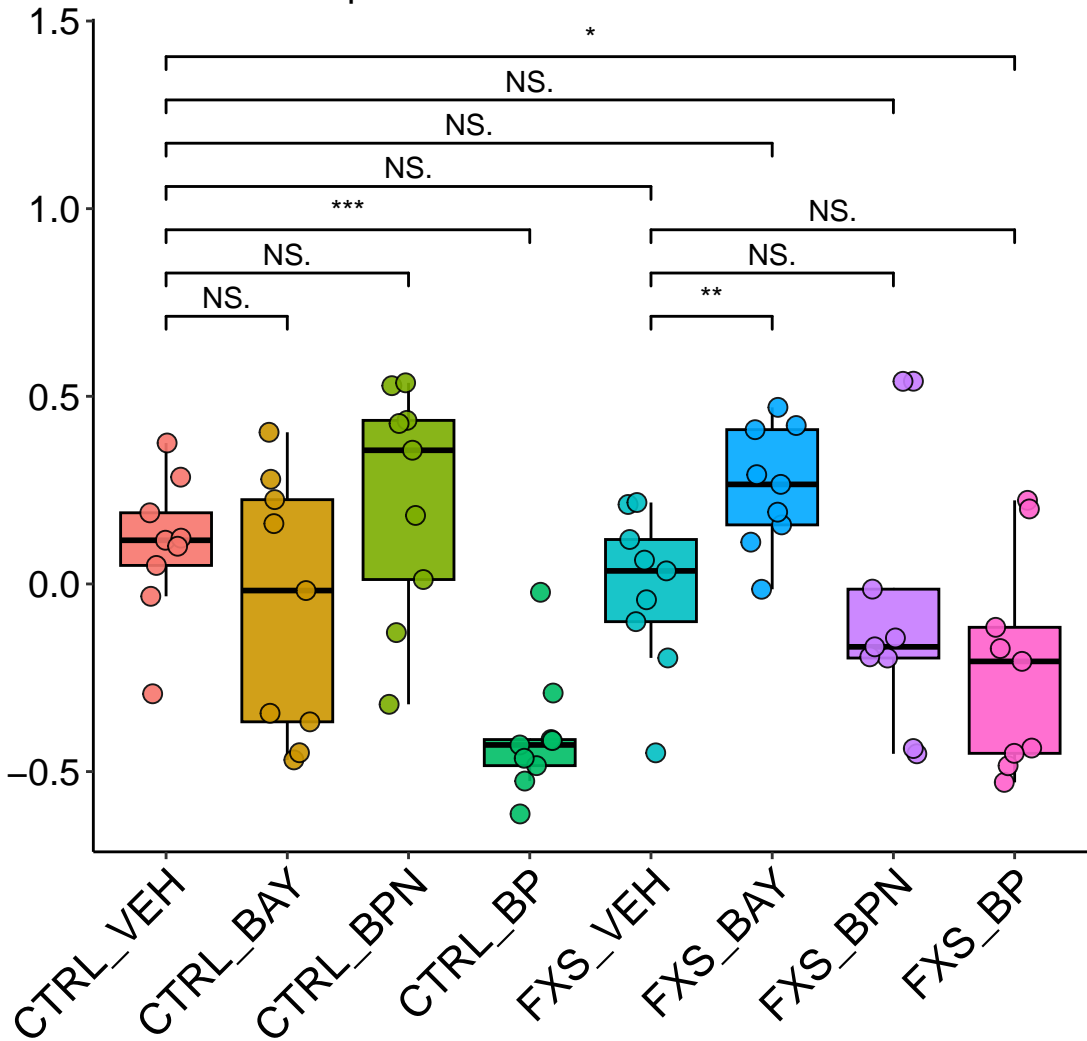 1.5
*
NS.
NS.
NS.
1.0
***
NS.
NS.
NS.
NS.
**
0.5
0.0
−0.5
CTRL_VEH
CTRL_BAY
CTRL_BPN
CTRL_BP
FXS_VEH
FXS_BAY
FXS_BPN
FXS_BP